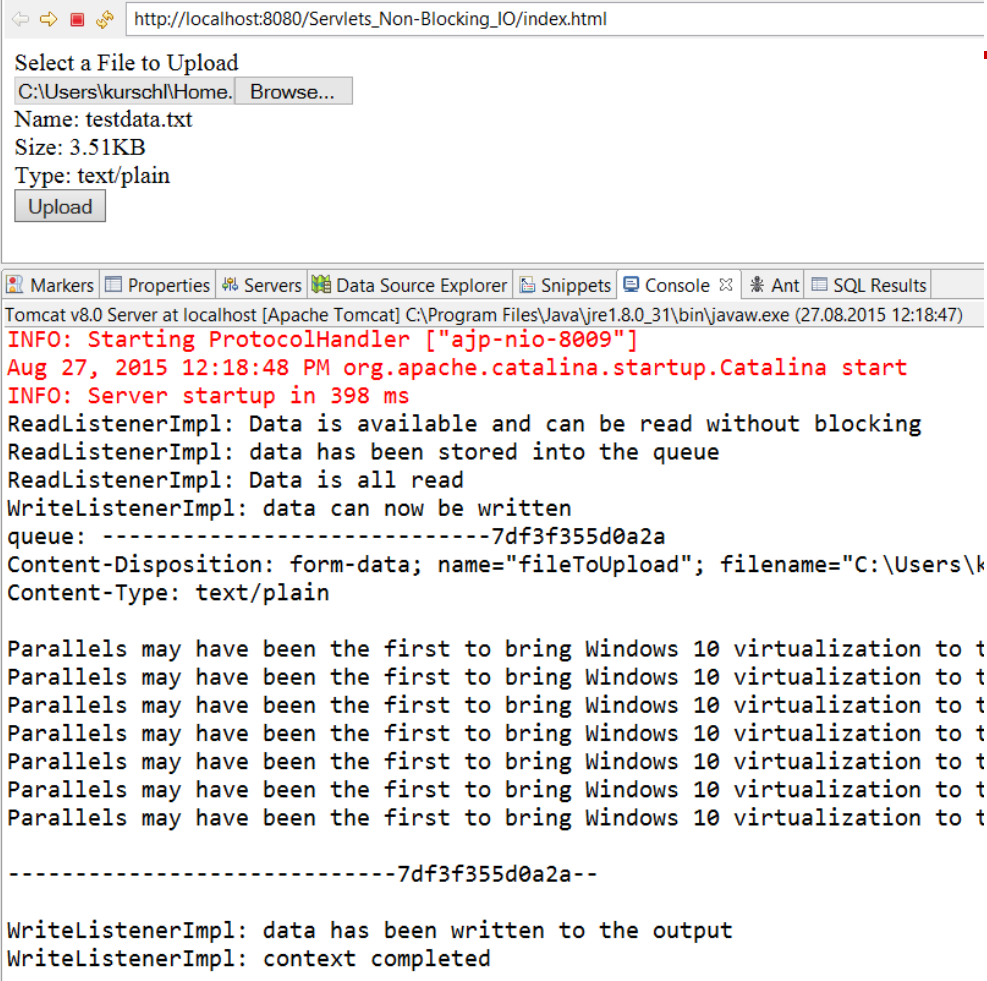 http://localhost:8080/Servlets_Non-Blocking_IO/index.html
Select a File to Upload
C:\Users\kurschl\Home. Browse...
Name: testdata.txt
Size: 3.51KB
Type: text/plain
Upload
Markers Properties Servers Data Source Explorer Snippets Console Ant SQL Results
Tomcat v8.0 Server at localhost [Apache Tomcat] C:\Program Files\Java\jre1.8.0_31\bin\javaw.exe (27.08.2015 12:18:47)
INFO: Starting ProtocolHandler ["ajp-nio-8009"]
Aug 27, 2015 12:18:48 PM org.apache.catalina.startup.Catalina start
INFO: Server startup in 398 ms
ReadListenerImpl: Data is available and can be read without blocking
ReadListenerImpl: data has been stored into the queue
ReadListenerImpl: Data is all read
WriteListenerImpl: data can now be written
queue: -----------------------------7df3f355d0a2a
Content-Disposition: form-data; name="fileToUpload"; filename="C:\Users\k
Content-Type: text/plain
Parallels may have been the first to bring Windows 10 virtualization to t
Parallels may have been the first to bring Windows 10 virtualization to t
Parallels may have been the first to bring Windows 10 virtualization to t
Parallels may have been the first to bring Windows 10 virtualization to t
Parallels may have been the first to bring Windows 10 virtualization to t
Parallels may have been the first to bring Windows 10 virtualization to t
Parallels may have been the first to bring Windows 10 virtualization to t
-----------------------------7df3f355d0a2a--
WriteListenerImpl: data has been written to the output
WriteListenerImpl: context completed